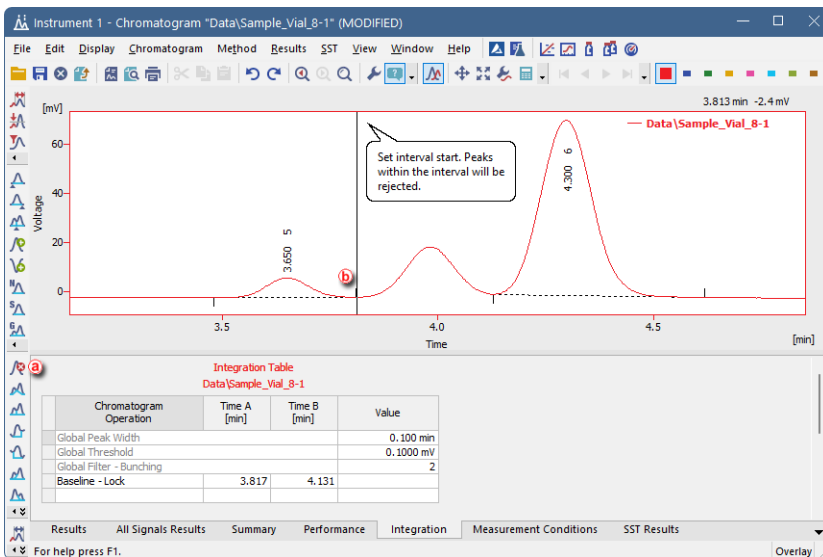 Instrument 1 - Chromatogram "Data\Sample_Vial_8-1" (MODIFIED)
File Edit Display Chromatogram Method Results SST View Window Help
3.813 min -2.4 mV
[mV]
Data\Sample_Vial_8-1
Set interval start. Peaks
within the interval will be
rejected.
60
40
20
0
Voltage
3.650 5
4.300 6
b
3.5 4.0 4.5
Time
[min]
a
Integration Table
Data\Sample_Vial_8-1
Chromatogram Operation Time A [min] Time B [min] Value
Global Peak Width 0.100 min
Global Threshold 0.1000 mV
Global Filter - Bunching 2
Baseline - Lock 3.817 4.131
Results All Signals Results Summary Performance Integration Measurement Conditions SST Results
For help press F1. Overlay